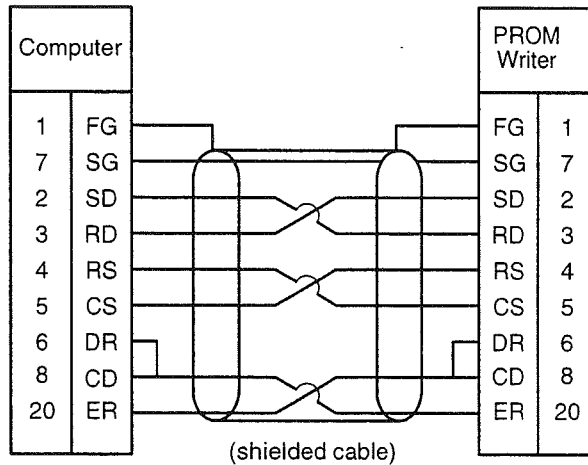 Computer
PROM
Writer
1 FG FG 1
7 SG SG 7
2 SD SD 2
3 RD RD 3
4 RS RS 4
5 CS CS 5
6 DR DR 6
8 CD CD 8
20 ER ER 20
(shielded cable)